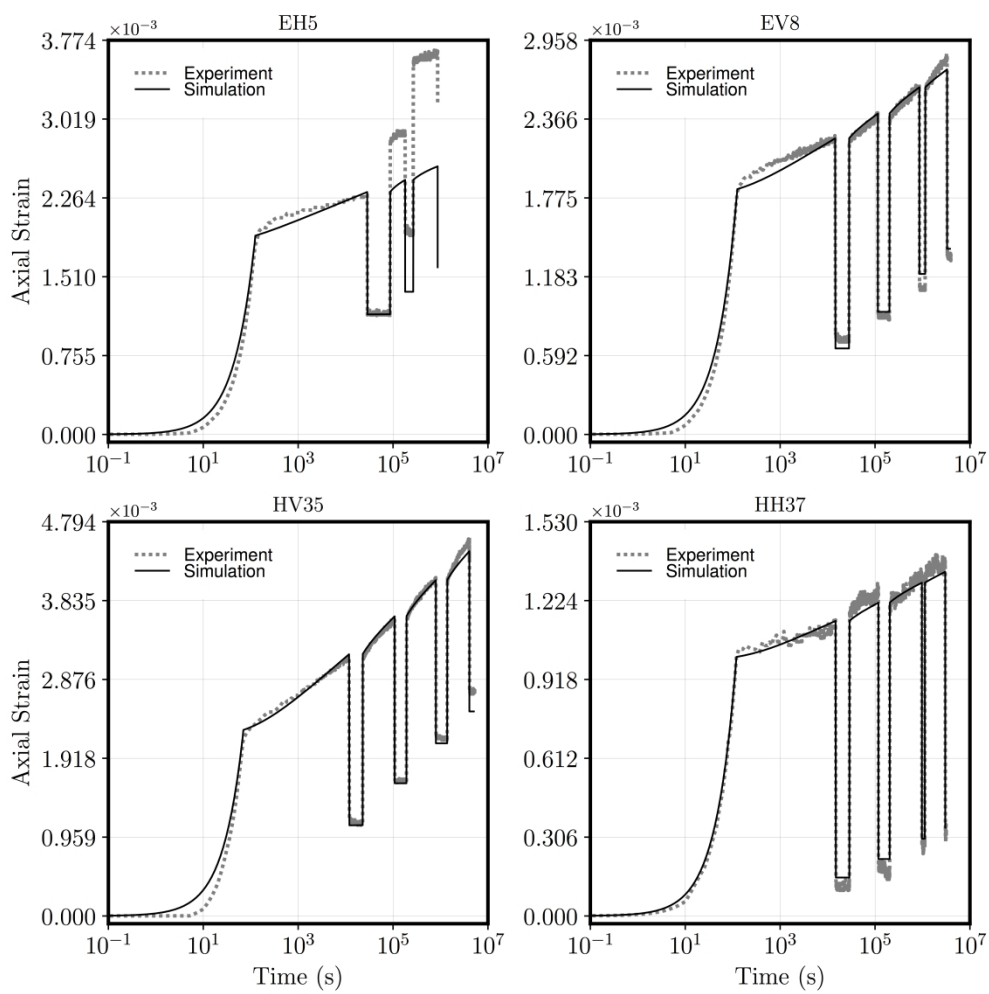 EH5
×10⁻³
3.774
3.019
2.264
1.510
0.755
0.000
Axial Strain
Experiment
Simulation
10⁻¹ 10¹ 10³ 10⁵ 10⁷
EV8
×10⁻³
2.958
2.366
1.775
1.183
0.592
0.000
Experiment
Simulation
10⁻¹ 10¹ 10³ 10⁵ 10⁷
HV35
×10⁻³
4.794
3.835
2.876
1.918
0.959
0.000
Axial Strain
Experiment
Simulation
10⁻¹ 10¹ 10³ 10⁵ 10⁷
Time (s)
HH37
×10⁻³
1.530
1.224
0.918
0.612
0.306
0.000
Experiment
Simulation
10⁻¹ 10¹ 10³ 10⁵ 10⁷
Time (s)